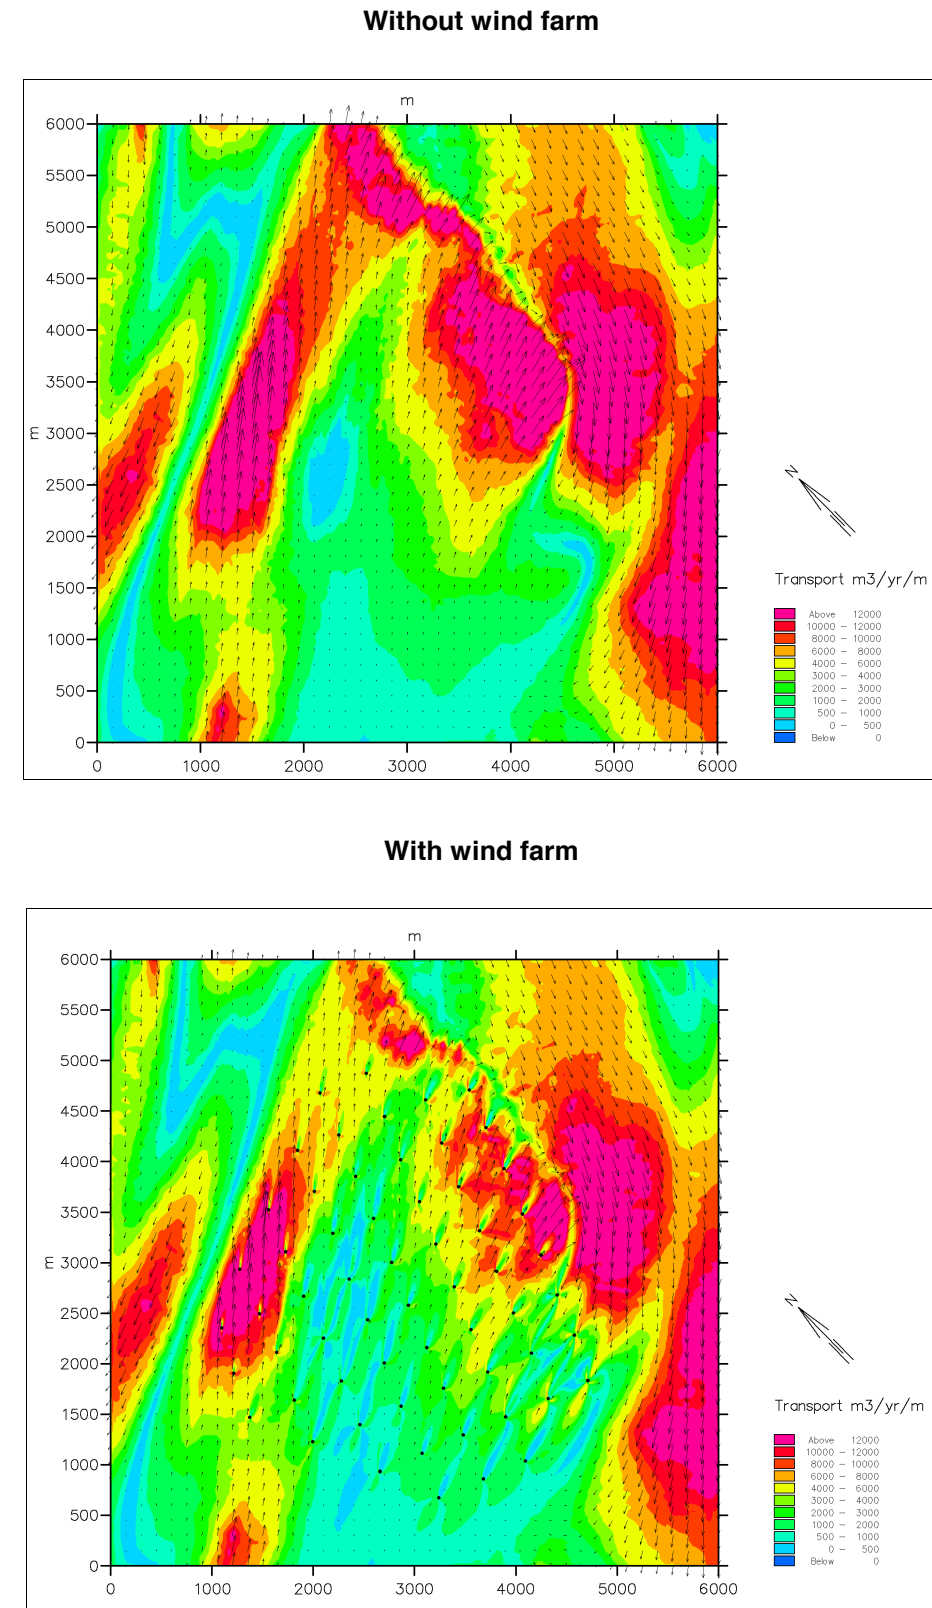 Without wind farm
m
6000
5500
5000
4500
4000
3500
m 3000
2500
2000
1500
1000
500
0
0 1000 2000 3000 4000 5000 6000
N
Transport m3/yr/m
Above 12000
10000 - 12000
8000 - 10000
6000 - 8000
4000 - 6000
3000 - 4000
2000 - 3000
1000 - 2000
500 - 1000
0 - 500
Below 0
With wind farm
m
6000
5500
5000
4500
4000
3500
m 3000
2500
2000
1500
1000
500
0
0 1000 2000 3000 4000 5000 6000
N
Transport m3/yr/m
Above 12000
10000 - 12000
8000 - 10000
6000 - 8000
4000 - 6000
3000 - 4000
2000 - 3000
1000 - 2000
500 - 1000
0 - 500
Below 0